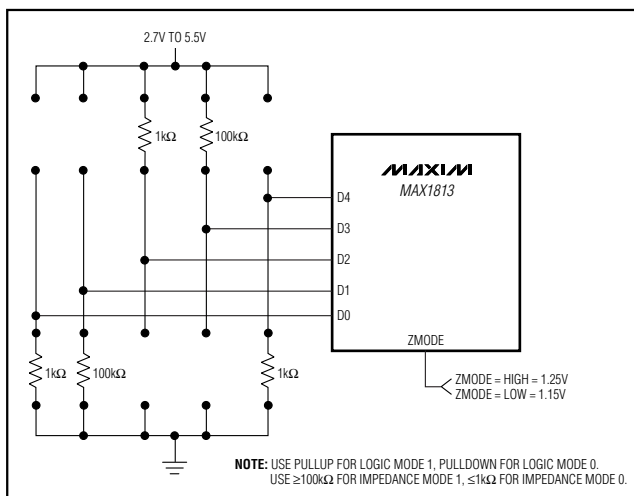 2.7V TO 5.5V
1kΩ
100kΩ
MAXIM
MAX1813
D4
D3
D2
D1
D0
ZMODE
1kΩ
100kΩ
1kΩ
ZMODE = HIGH = 1.25V
ZMODE = LOW = 1.15V
NOTE: USE PULLUP FOR LOGIC MODE 1, PULLDOWN FOR LOGIC MODE 0.
USE ≥100kΩ FOR IMPEDANCE MODE 1, ≤1kΩ FOR IMPEDANCE MODE 0.